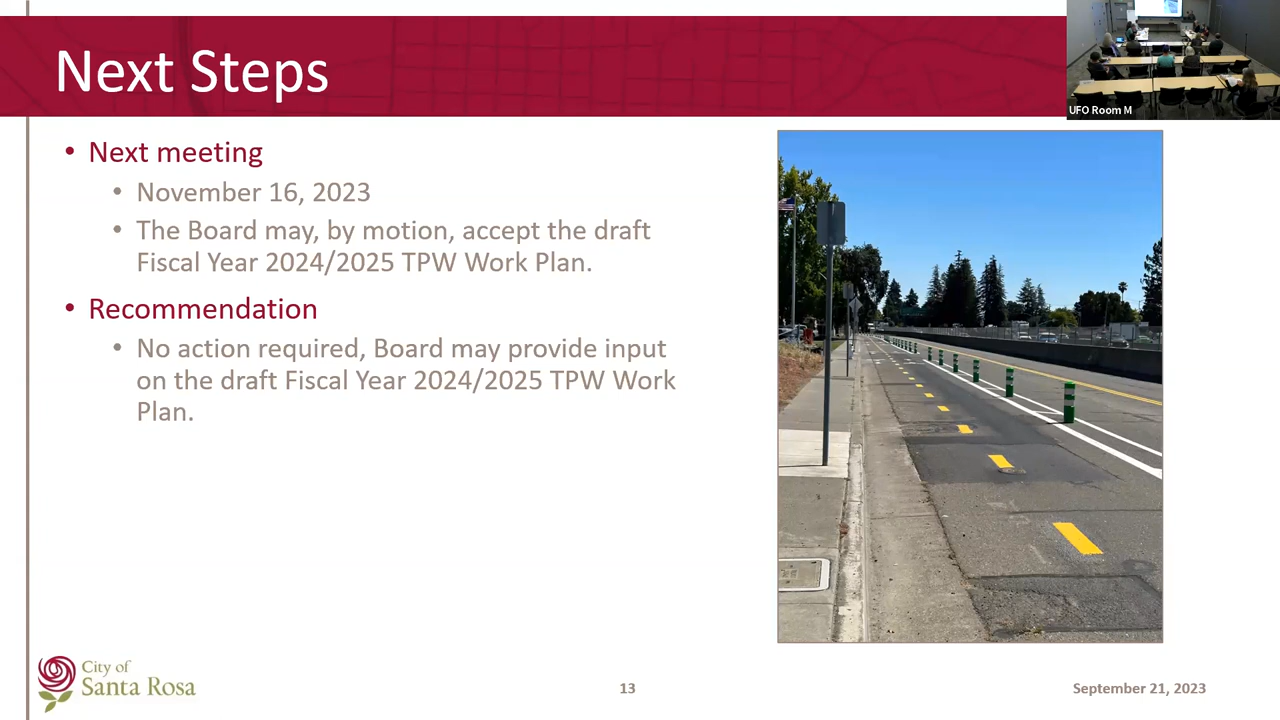 Next Steps
UFO Room M
• Next meeting
• November 16, 2023
• The Board may, by motion, accept the draft
Fiscal Year 2024/2025 TPW Work Plan.
• Recommendation
• No action required, Board may provide input
on the draft Fiscal Year 2024/2025 TPW Work
Plan.
City of
Santa Rosa
13
September 21, 2023